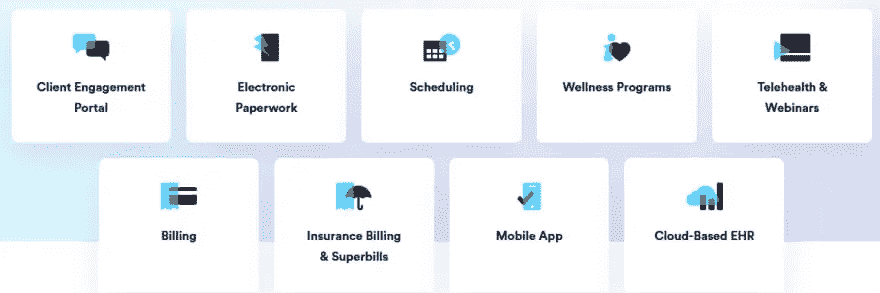 Client Engagement
Portal
Electronic
Paperwork
Scheduling
Wellness Programs
Telehealth &
Webinars
Billing
Insurance Billing
& Superbills
Mobile App
Cloud-Based EHR